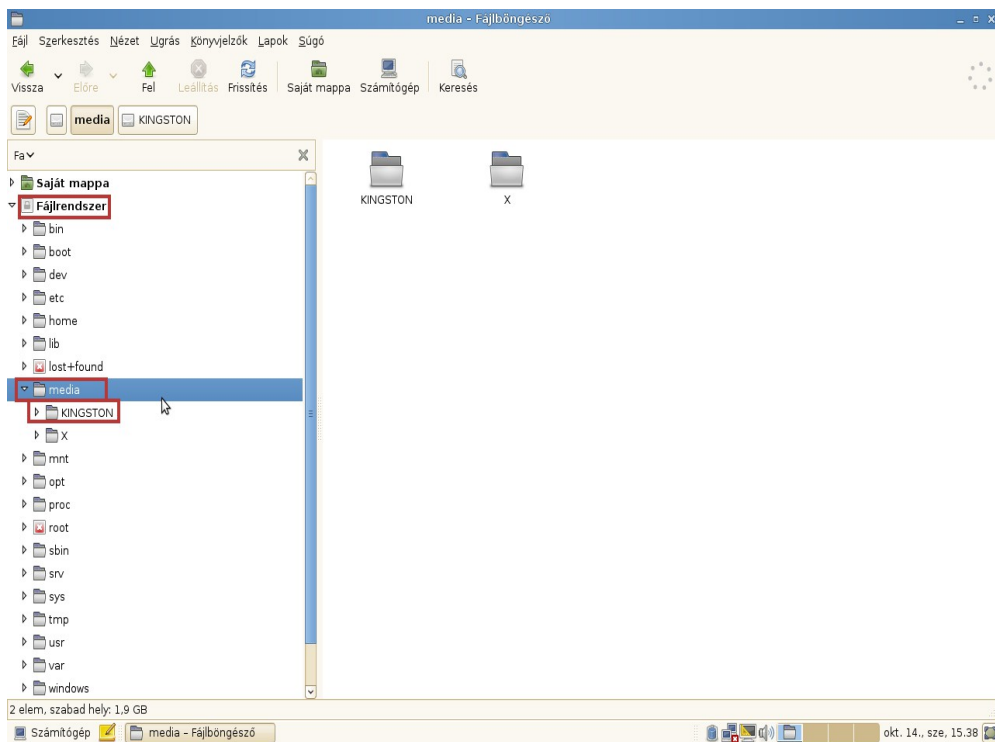 media – Fájlböngésző
Fájl Szerkesztés Nézet Ugrás Könyvjelzők Lapok Súgó
Vissza Előre Fel Leállítás Frissítés Saját mappa Számítógép Keresés
media KINGSTON
Fa
Saját mappa
Fájlrendszer
bin
boot
dev
etc
home
lib
lost+found
media
KINGSTON
X
mnt
opt
proc
root
sbin
srv
sys
tmp
usr
var
windows
KINGSTON X
2 elem, szabad hely: 1,9 GB
Számítógép media – Fájlböngésző okt. 14., sze, 15.38